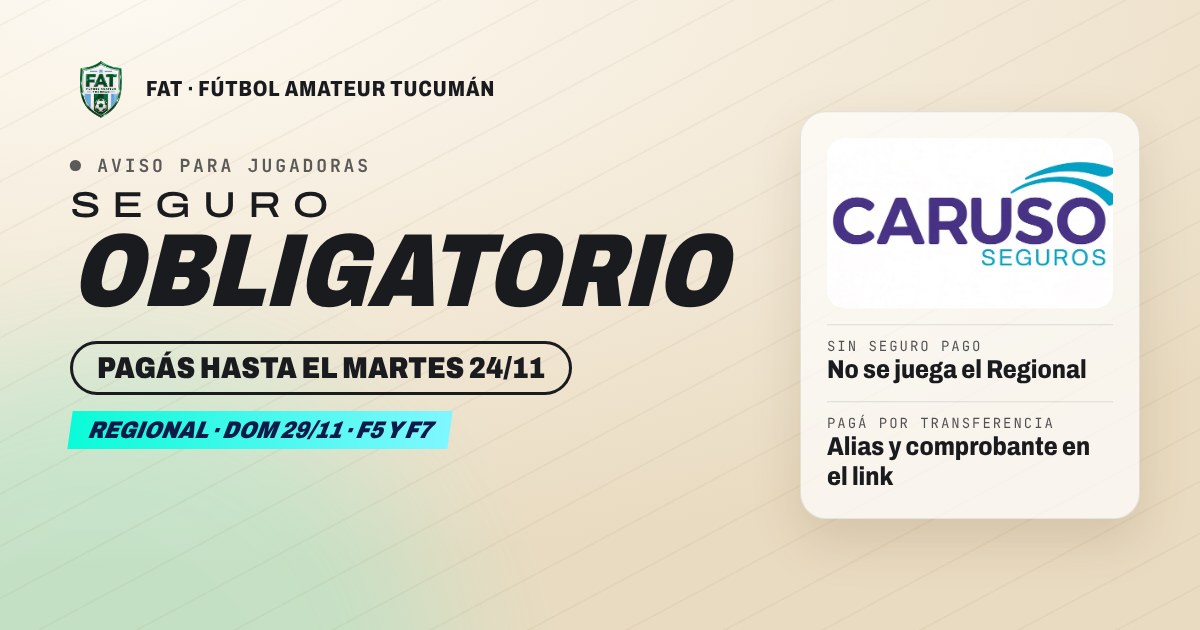 FAT
FAT · FÚTBOL AMATEUR TUCUMÁN
AVISO PARA JUGADORAS
SEGURO
OBLIGATORIO
PAGÁS HASTA EL MARTES 24/11
REGIONAL · DOM 29/11 · F5 Y F7
CARUSO
SEGUROS
SIN SEGURO PAGO
No se juega el Regional
PAGÁ POR TRANSFERENCIA
Alias y comprobante en
el link